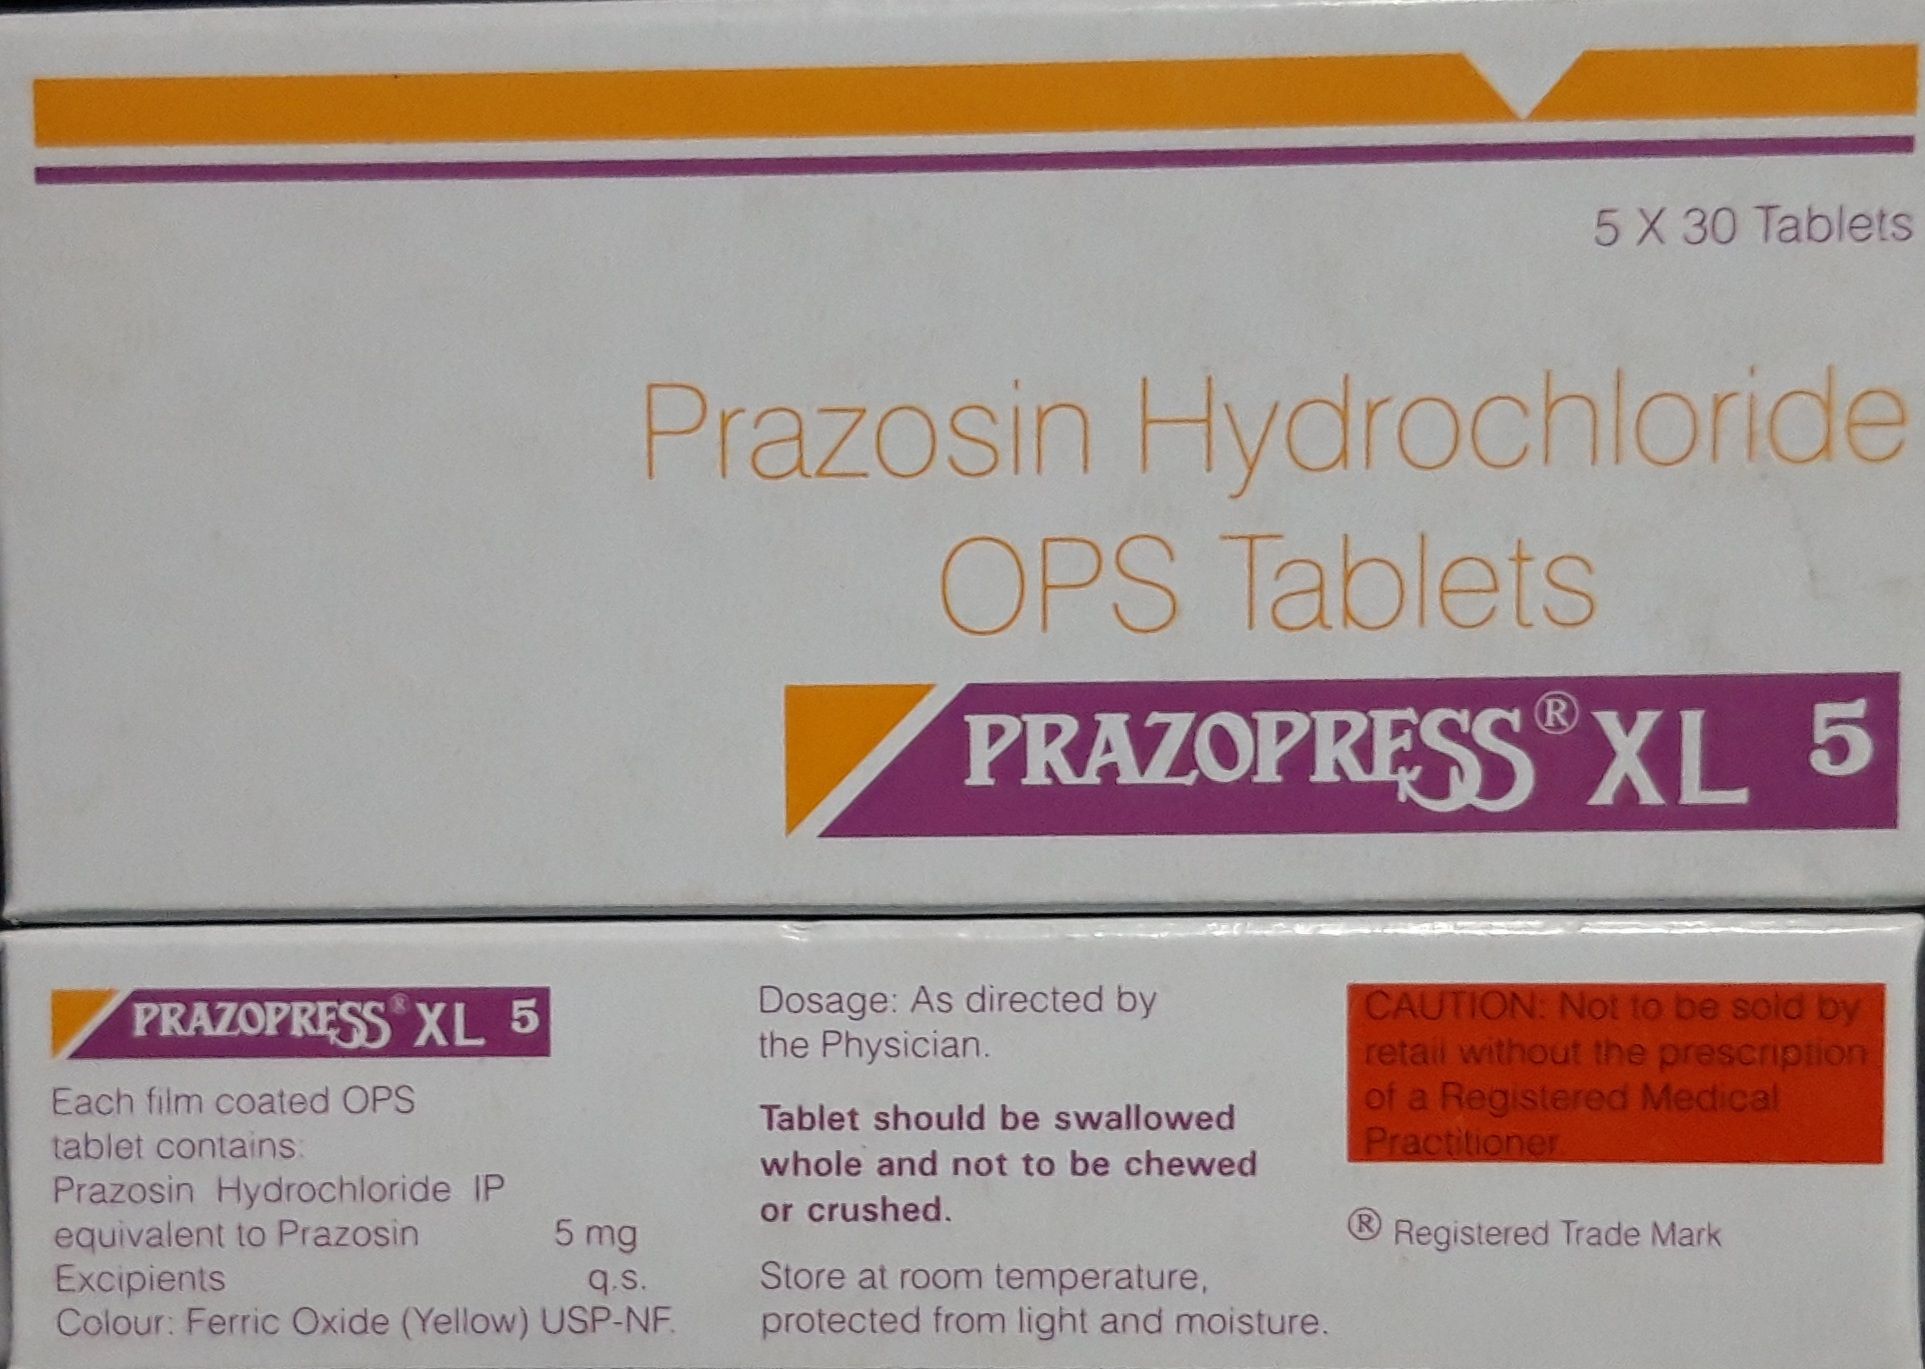 5 X 30 Tablets
Prazosin Hydrochloride
OPS Tablets
PRAZOPRESS® XL 5
PRAZOPRESS® XL 5
Each film coated OPS
tablet contains:
Prazosin Hydrochloride IP
equivalent to Prazosin 5 mg
Excipients q.s.
Colour: Ferric Oxide (Yellow) USP-NF.
Dosage: As directed by
the Physician.
Tablet should be swallowed
whole and not to be chewed
or crushed.
Store at room temperature,
protected from light and moisture.
CAUTION: Not to be sold by
retail without the prescription
of a Registered Medical
Practitioner.
® Registered Trade Mark